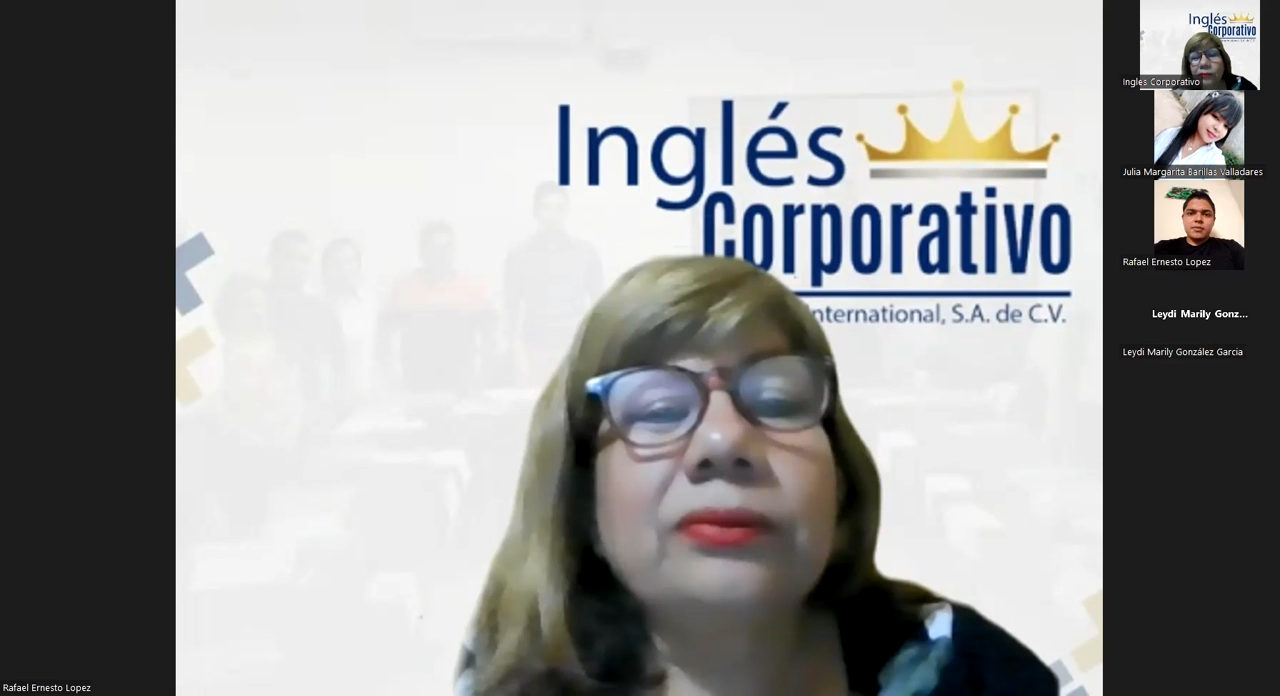 Inglés
Corporativo
International, S.A. de C.V.
Rafael Ernesto Lopez
Inglés
Corporativo
Ingles Corporativo
Julia Margarita Barillas Valladares
Rafael Ernesto Lopez
Leydi Marily Gonz...
Leydi Marily González Garcia